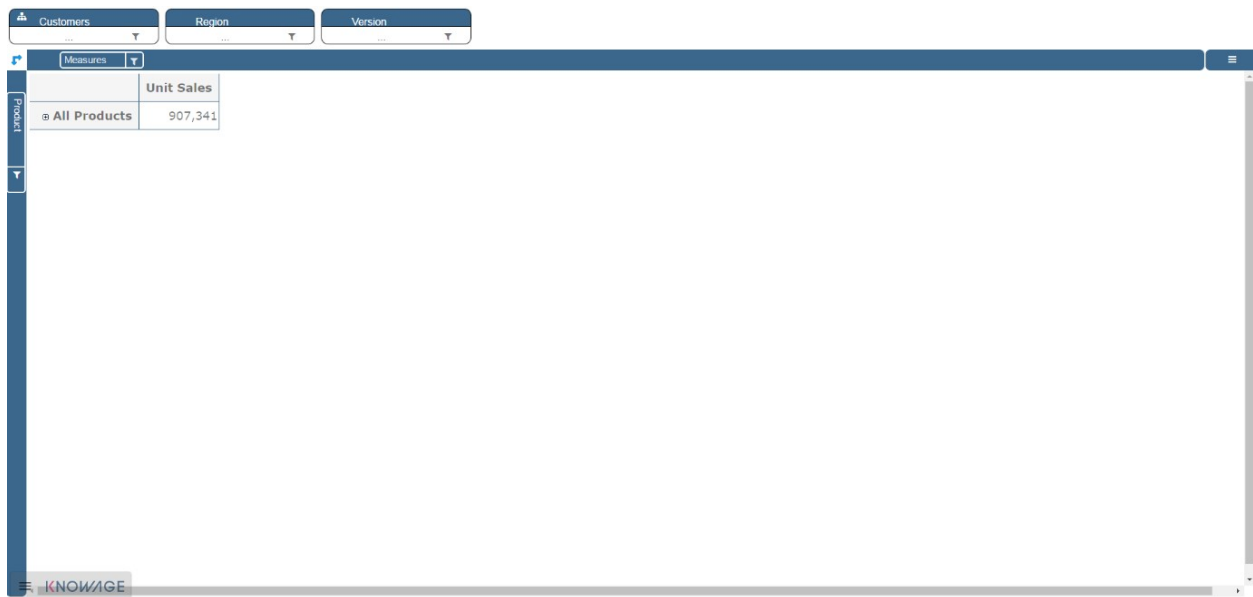 Customers
Region
Version
...
...
...
Measures
Unit Sales
Product
All Products
907,341
KNOWAGE